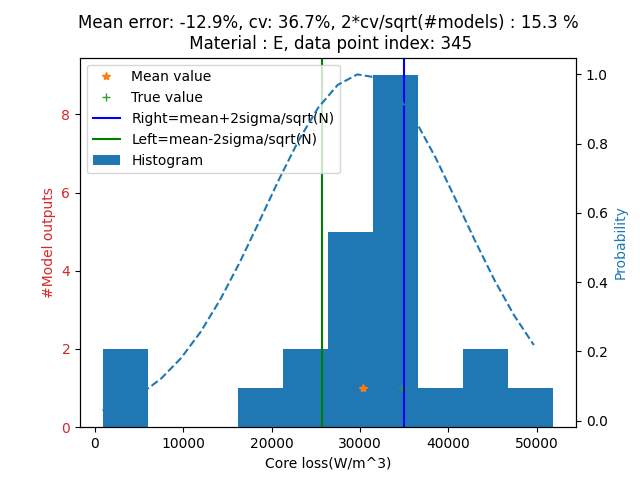 Mean error: -12.9%, cv: 36.7%, 2*cv/sqrt(#models) : 15.3 %
Material : E, data point index: 345
Mean value
True value
Right=mean+2sigma/sqrt(N)
Left=mean-2sigma/sqrt(N)
Histogram
#Model outputs
0
2
4
6
8
Probability
0.0
0.2
0.4
0.6
0.8
1.0
0 10000 20000 30000 40000 50000
Core loss(W/m^3)